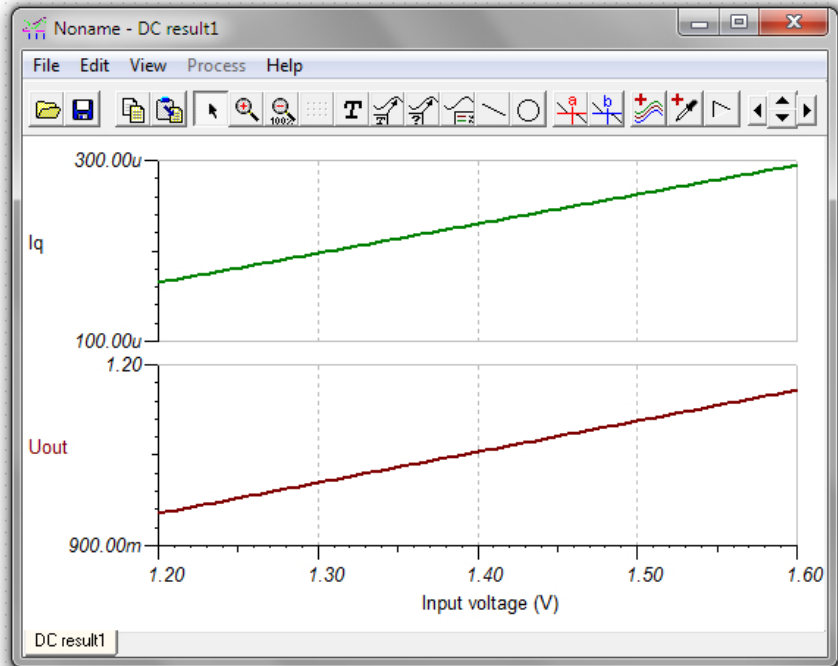 Noname - DC result1
File Edit View Process Help
100% T T ? a b
300.00u
Iq
100.00u
1.20
Uout
900.00m
1.20 1.30 1.40 1.50 1.60
Input voltage (V)
DC result1